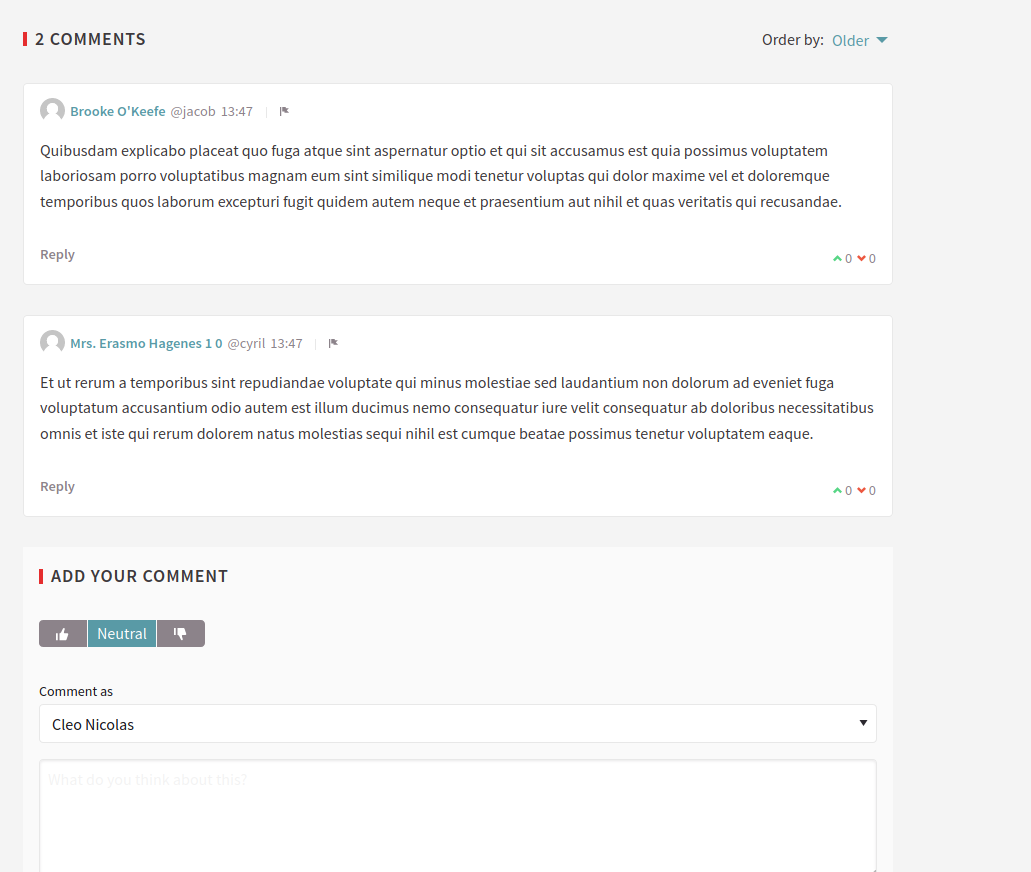 2 COMMENTS
Order by: Older
Brooke O'Keefe @jacob 13:47
Quibusdam explicabo placeat quo fuga atque sint aspernatur optio et qui sit accusamus est quia possimus voluptatem
laboriosam porro voluptatibus magnam eum sint similique modi tenetur voluptas qui dolor maxime vel et doloremque
temporibus quos laborum excepturi fugit quidem autem neque et praesentium aut nihil et quas veritatis qui recusandae.
Reply
0 0
Mrs. Erasmo Hagenes 1 0 @cyril 13:47
Et ut rerum a temporibus sint repudiandae voluptate qui minus molestiae sed laudantium non dolorum ad eveniet fuga
voluptatum accusantium odio autem est illum ducimus nemo consequatur iure velit consequatur ab doloribus necessitatibus
omnis et iste qui rerum dolorem natus molestias sequi nihil est cumque beatae possimus tenetur voluptatem eaque.
Reply
0 0
ADD YOUR COMMENT
Neutral
Comment as
Cleo Nicolas
What do you think about this?